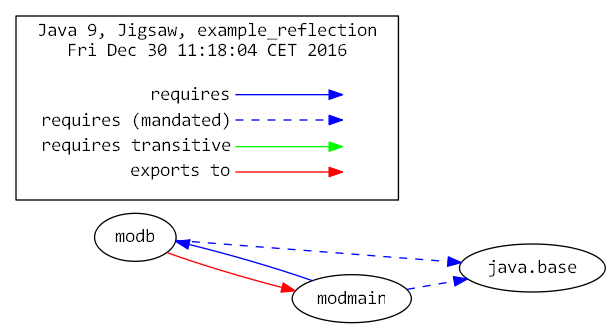 Java 9, Jigsaw, example_reflection
Fri Dec 30 11:18:04 CET 2016
requires
requires (mandated)
requires transitive
exports to
modb
java.base
modmain